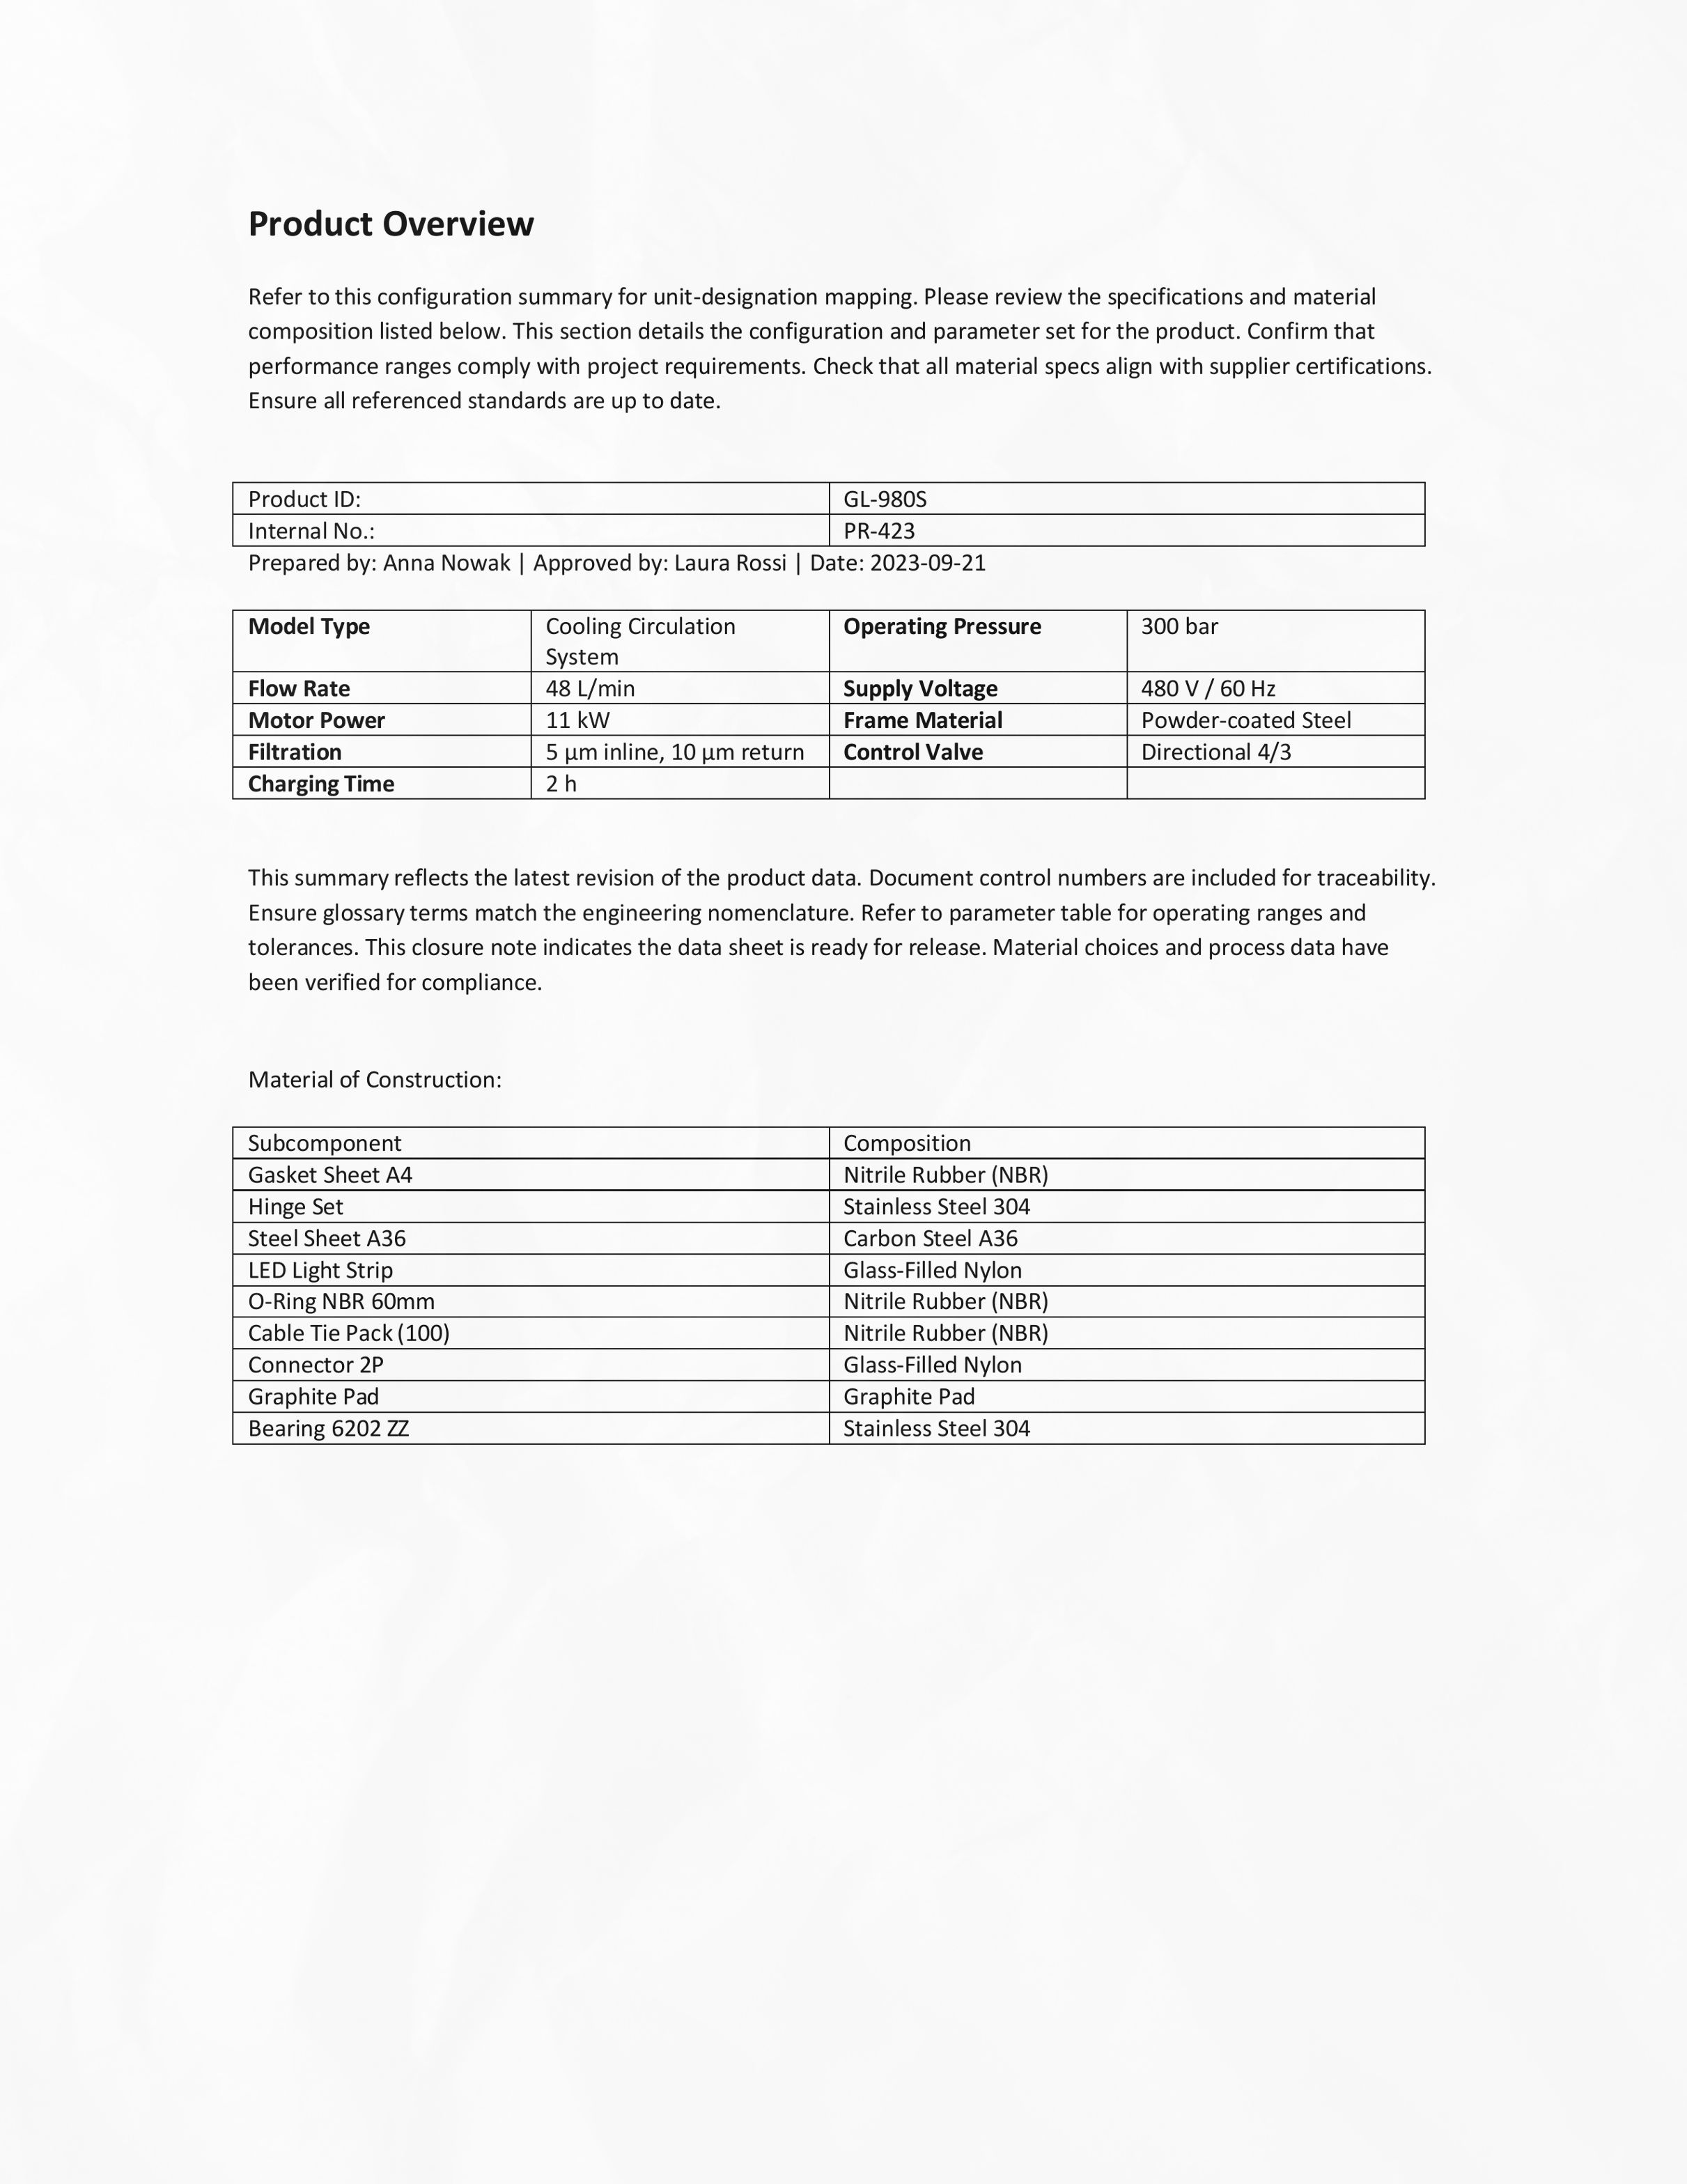 Product Overview
Refer to this configuration summary for unit-designation mapping. Please review the specifications and material
composition listed below. This section details the configuration and parameter set for the product. Confirm that
performance ranges comply with project requirements. Check that all material specs align with supplier certifications.
Ensure all referenced standards are up to date.
Product ID: GL-980S
Internal No.: PR-423
Prepared by: Anna Nowak | Approved by: Laura Rossi | Date: 2023-09-21
Model Type Cooling Circulation System Operating Pressure 300 bar
Flow Rate 48 L/min Supply Voltage 480 V / 60 Hz
Motor Power 11 kW Frame Material Powder-coated Steel
Filtration 5 µm inline, 10 µm return Control Valve Directional 4/3
Charging Time 2 h
This summary reflects the latest revision of the product data. Document control numbers are included for traceability.
Ensure glossary terms match the engineering nomenclature. Refer to parameter table for operating ranges and
tolerances. This closure note indicates the data sheet is ready for release. Material choices and process data have
been verified for compliance.
Material of Construction:
Subcomponent Composition
Gasket Sheet A4 Nitrile Rubber (NBR)
Hinge Set Stainless Steel 304
Steel Sheet A36 Carbon Steel A36
LED Light Strip Glass-Filled Nylon
O-Ring NBR 60mm Nitrile Rubber (NBR)
Cable Tie Pack (100) Nitrile Rubber (NBR)
Connector 2P Glass-Filled Nylon
Graphite Pad Graphite Pad
Bearing 6202 ZZ Stainless Steel 304